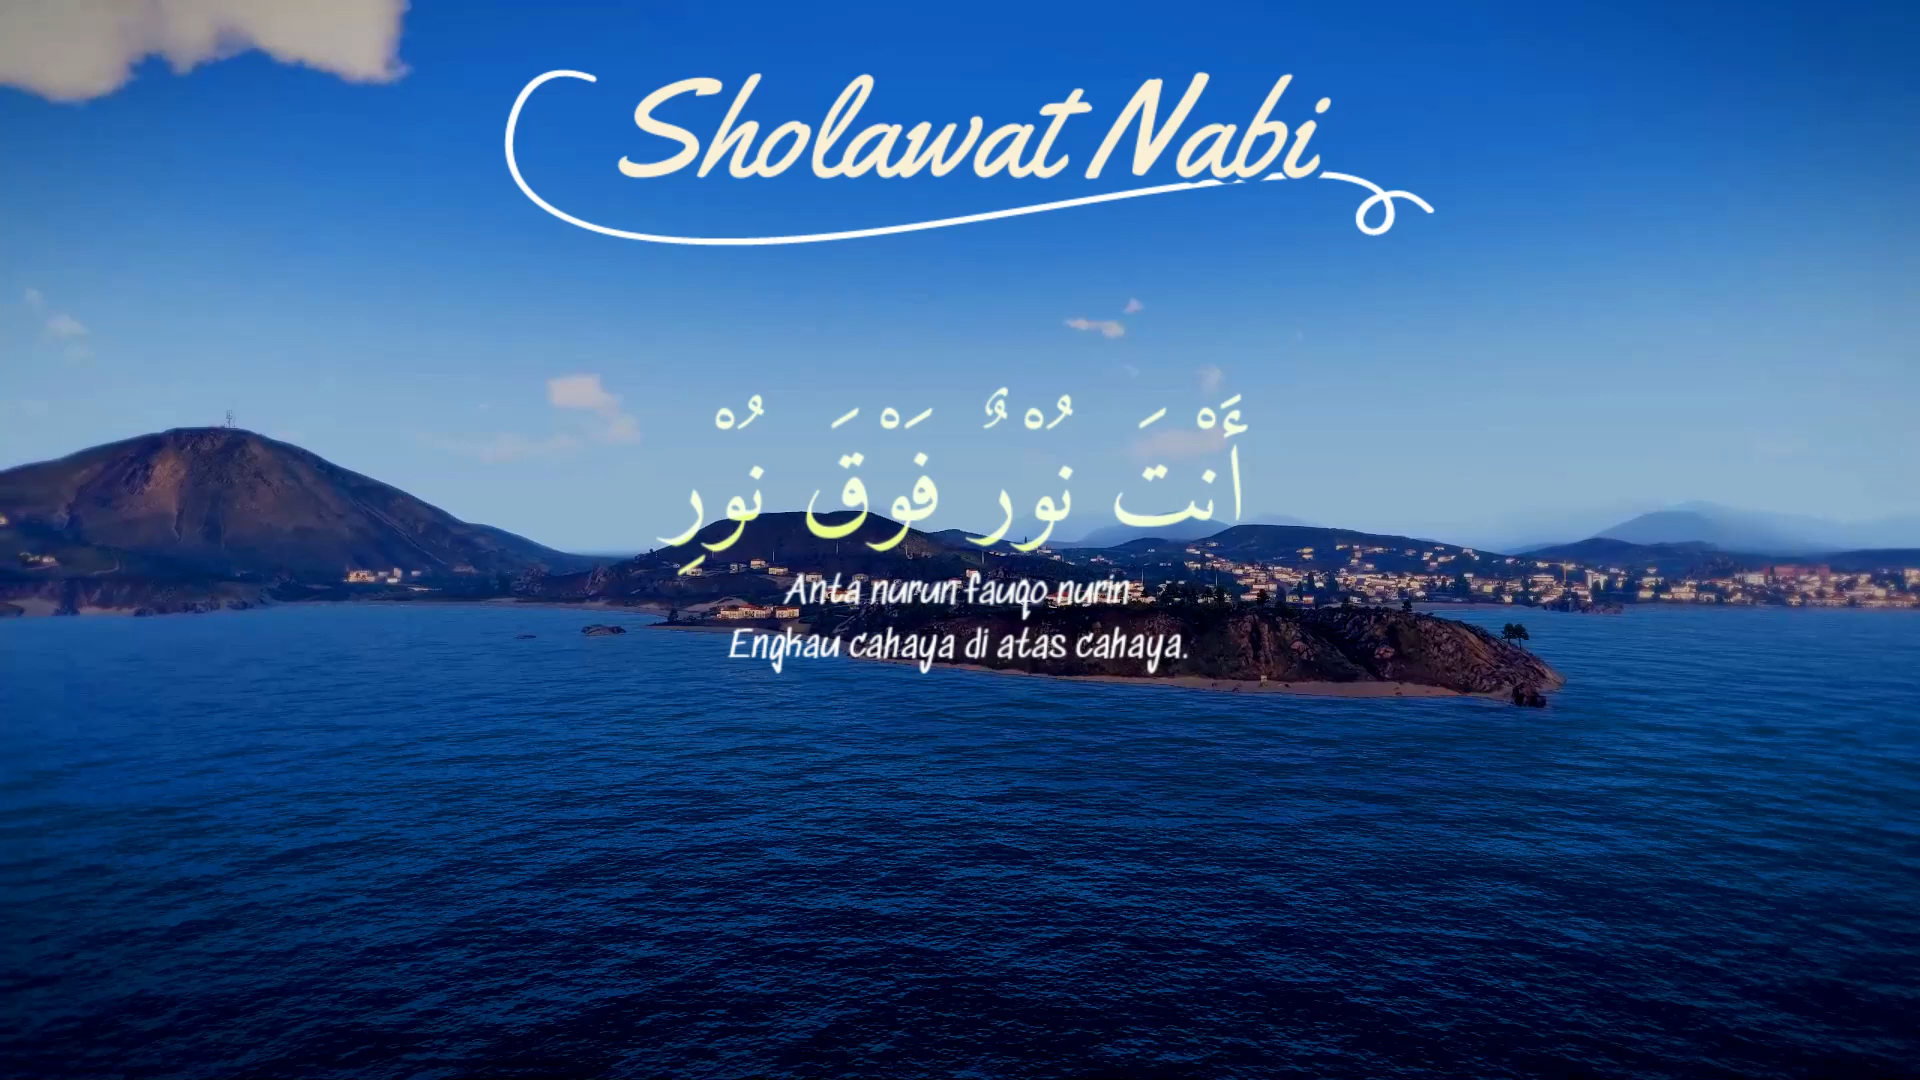 Sholawat Nabi
أَنْتَ نُوْرٌ فَوْقَ نُوْرِ
Anta nurun fauqo nurin
Engkau cahaya di atas cahaya.